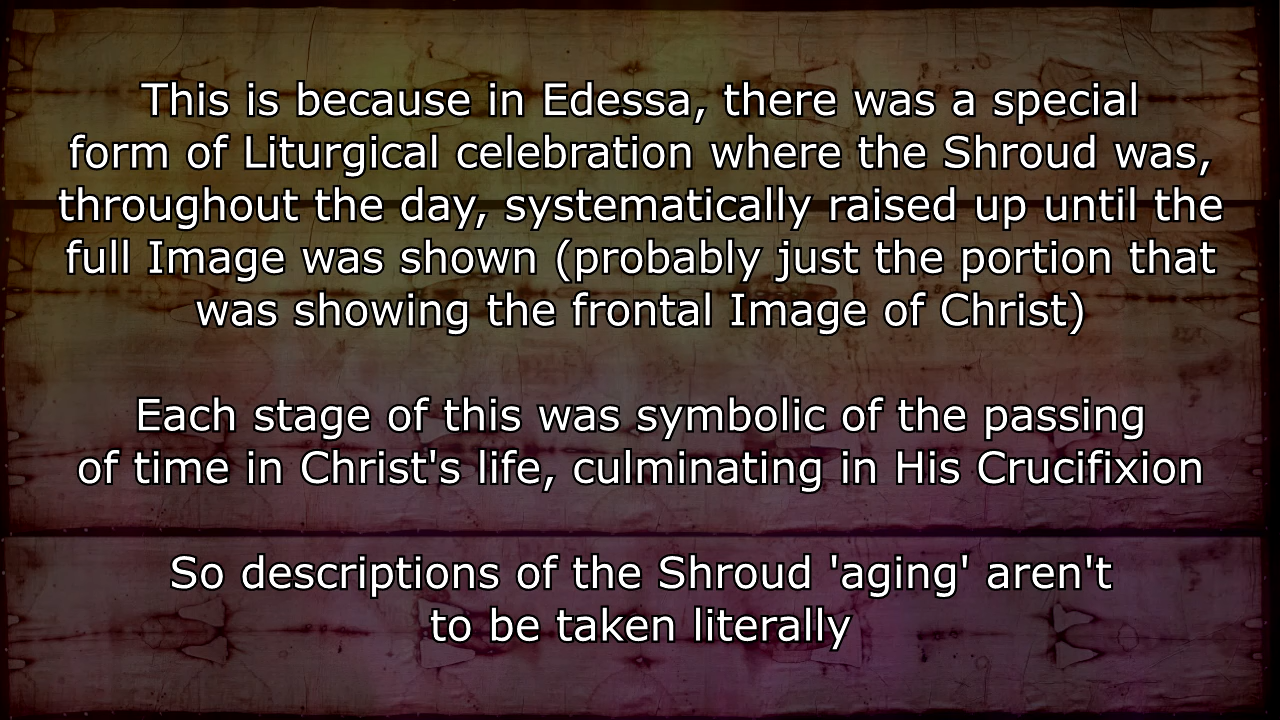 This is because in Edessa, there was a special
form of Liturgical celebration where the Shroud was,
throughout the day, systematically raised up until the
full Image was shown (probably just the portion that
was showing the frontal Image of Christ)
Each stage of this was symbolic of the passing
of time in Christ's life, culminating in His Crucifixion
So descriptions of the Shroud 'aging' aren't
to be taken literally